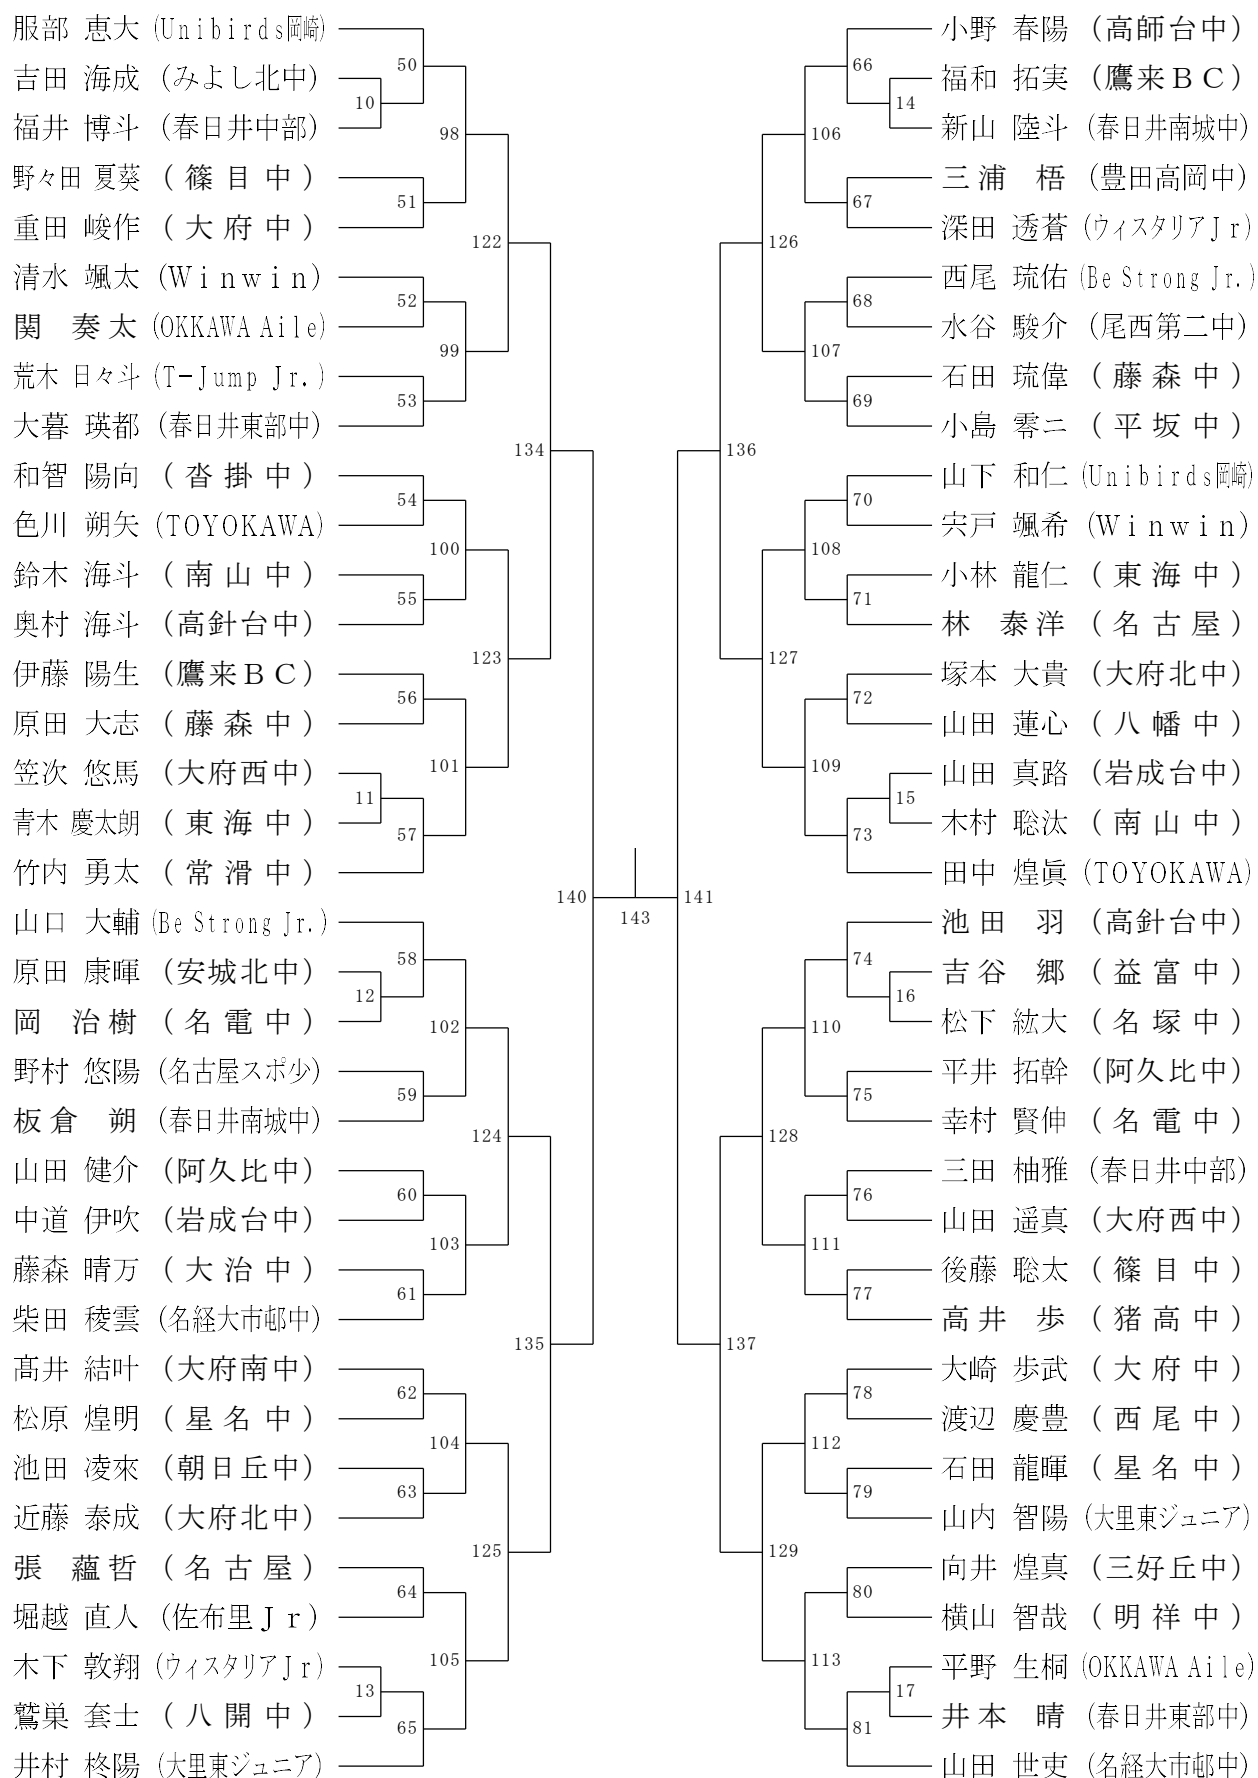 服部 恵大 (Unibirds岡崎)
吉田 海成 (みよし北中)
福井 博斗 (春日井中部)
野々田 夏葵 (篠目中)
重田 峻作 (大府中)
清水 颯太 (Winwin)
関 奏太 (OKKAWA Aile)
荒木 日々斗 (T-Jump Jr.)
大暮 瑛都 (春日井東部中)
和智 陽向 (沓掛中)
色川 朔矢 (TOYOKAWA)
鈴木 海斗 (南山中)
奥村 海斗 (高針台中)
伊藤 陽生 (鷹来BC)
原田 大志 (藤森中)
笠次 悠馬 (大府西中)
青木 慶太朗 (東海中)
竹内 勇太 (常滑中)
山口 大輔 (Be Strong Jr.)
原田 康暉 (安城北中)
岡 治樹 (名電中)
野村 悠陽 (名古屋スポ少)
板倉 朔 (春日井南城中)
山田 健介 (阿久比中)
中道 伊吹 (岩成台中)
藤森 晴万 (大治中)
柴田 稜雲 (名経大市邨中)
髙井 結叶 (大府南中)
松原 煌明 (星名中)
池田 凌來 (朝日丘中)
近藤 泰成 (大府北中)
張 蘊哲 (名古屋)
堀越 直人 (佐布里Jr)
木下 敦翔 (ウィスタリアJr)
鷲巣 套士 (八開中)
井村 柊陽 (大里東ジュニア)
10
11
12
13
50
51
52
53
54
55
56
57
58
59
60
61
62
63
64
65
98
99
100
101
102
103
104
105
122
123
124
125
134
135
140
143
141
136
137
126
127
128
129
106
107
108
109
110
111
112
113
66
67
68
69
70
71
72
73
74
75
76
77
78
79
80
81
14
15
16
17
小野 春陽 (高師台中)
福和 拓実 (鷹来BC)
新山 陸斗 (春日井南城中)
三浦 梧 (豊田高岡中)
深田 透蒼 (ウィスタリアJr)
西尾 琉佑 (Be Strong Jr.)
水谷 駿介 (尾西第二中)
石田 琉偉 (藤森中)
小島 零二 (平坂中)
山下 和仁 (Unibirds岡崎)
宍戸 颯希 (Winwin)
小林 龍仁 (東海中)
林 泰洋 (名古屋)
塚本 大貴 (大府北中)
山田 蓮心 (八幡中)
山田 真路 (岩成台中)
木村 聡汰 (南山中)
田中 煌眞 (TOYOKAWA)
池田 羽 (高針台中)
吉谷 郷 (益富中)
松下 紘大 (名塚中)
平井 拓幹 (阿久比中)
幸村 賢伸 (名電中)
三田 柚雅 (春日井中部)
山田 遥真 (大府西中)
後藤 聡太 (篠目中)
高井 歩 (猪高中)
大崎 歩武 (大府中)
渡辺 慶豊 (西尾中)
石田 龍暉 (星名中)
山内 智陽 (大里東ジュニア)
向井 煌真 (三好丘中)
横山 智哉 (明祥中)
平野 生桐 (OKKAWA Aile)
井本 晴 (春日井東部中)
山田 世吏 (名経大市邨中)